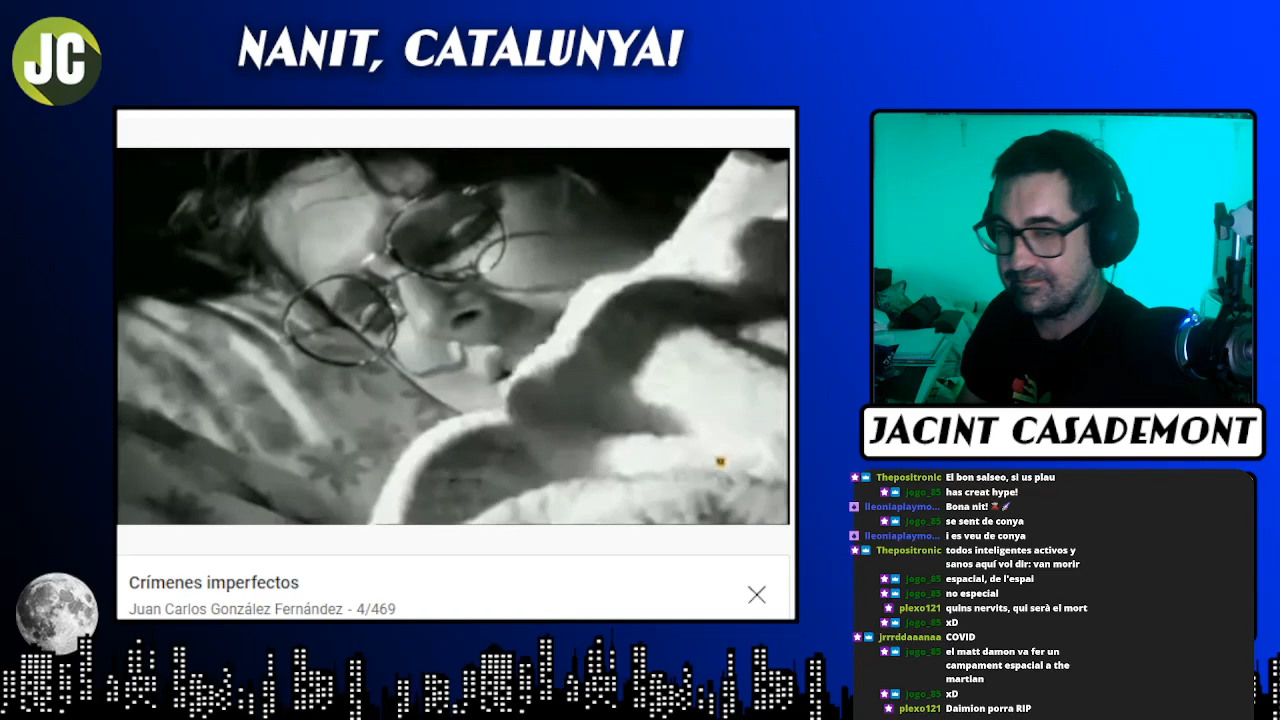 JC
NANIT, CATALUNYA!
Crímenes imperfectos
Juan Carlos González Fernández - 4/469
JACINT CASADEMONT
Thepositronic El bon salseo, si us plau
jogo_85 has creat hype!
lleoniaplaymo... Bona nit!
jogo_85 se sent de conya
lleoniaplaymo... i es veu de conya
Thepositronic todos inteligentes activos y
sanos aquí vol dir: van morir
jogo_85 espacial, de l'espai
jogo_85 no especial
plexo121 quins nervits, qui serà el mort
jogo_85 xD
Jrrrddaaanaa COVID
jogo_85 el matt damon va fer un
campament espacial a the
martian
jogo_85 xD
plexo121 Daimion porra RIP